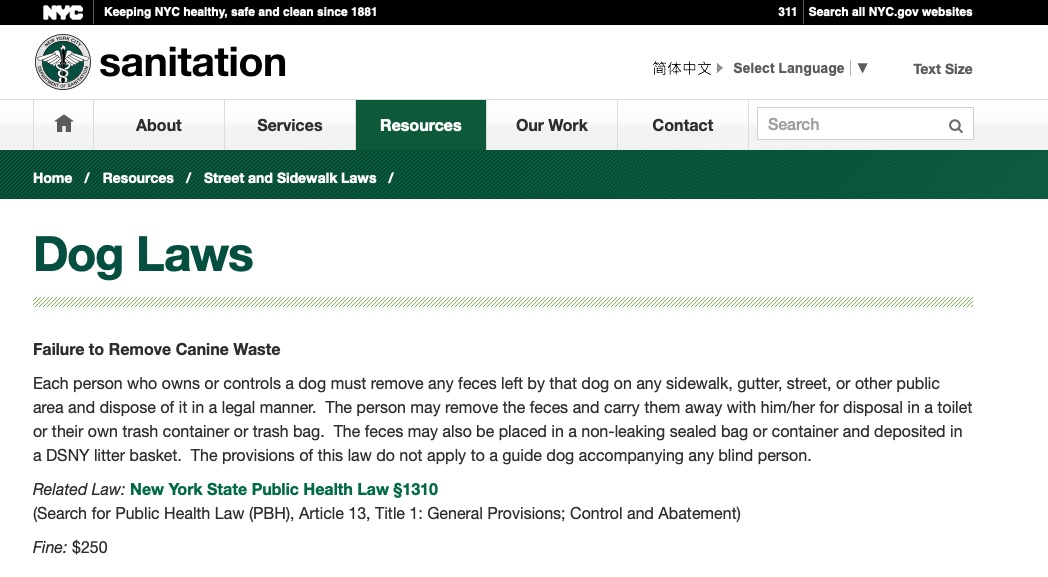 NYC Keeping NYC healthy, safe and clean since 1881 311 Search all NYC.gov websites
NEW YORK CITY DEPARTMENT OF SANITATION
sanitation
简体中文 Select Language ▼ Text Size
About Services Resources Our Work Contact Search
Home / Resources / Street and Sidewalk Laws /
Dog Laws
Failure to Remove Canine Waste
Each person who owns or controls a dog must remove any feces left by that dog on any sidewalk, gutter, street, or other public
area and dispose of it in a legal manner. The person may remove the feces and carry them away with him/her for disposal in a toilet
or their own trash container or trash bag. The feces may also be placed in a non-leaking sealed bag or container and deposited in
a DSNY litter basket. The provisions of this law do not apply to a guide dog accompanying any blind person.
Related Law: New York State Public Health Law §1310
(Search for Public Health Law (PBH), Article 13, Title 1: General Provisions; Control and Abatement)
Fine: $250